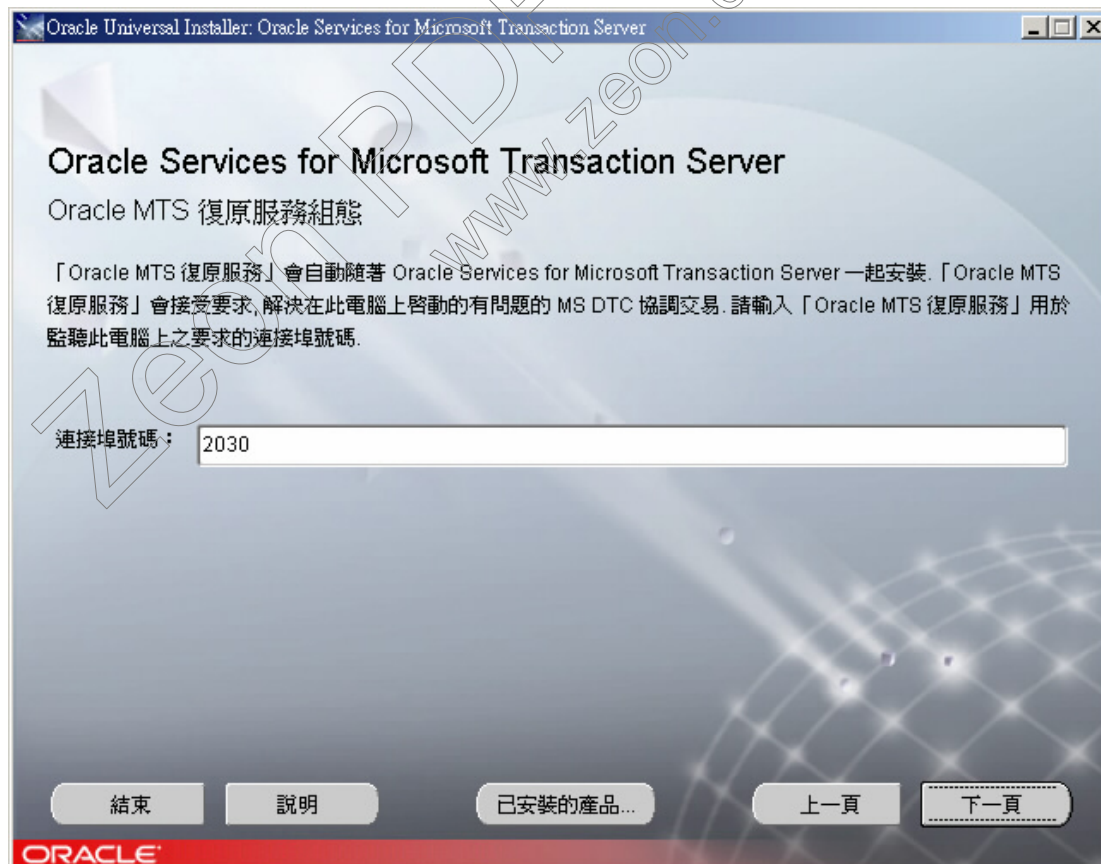 Oracle Universal Installer: Oracle Services for Microsoft Transaction Server
Oracle Services for Microsoft Transaction Server
Oracle MTS 復原服務組態
「Oracle MTS 復原服務」會自動隨著 Oracle Services for Microsoft Transaction Server 一起安裝.「Oracle MTS
復原服務」會接受要求, 解決在此電腦上啓動的有問題的 MS DTC 協調交易. 請輸入「Oracle MTS 復原服務」用於
監聽此電腦上之要求的連接埠號碼.
連接埠號碼：
2030
結束
說明
已安裝的產品...
上一頁
下一頁
ORACLE
Zeon PD
www.zeon.